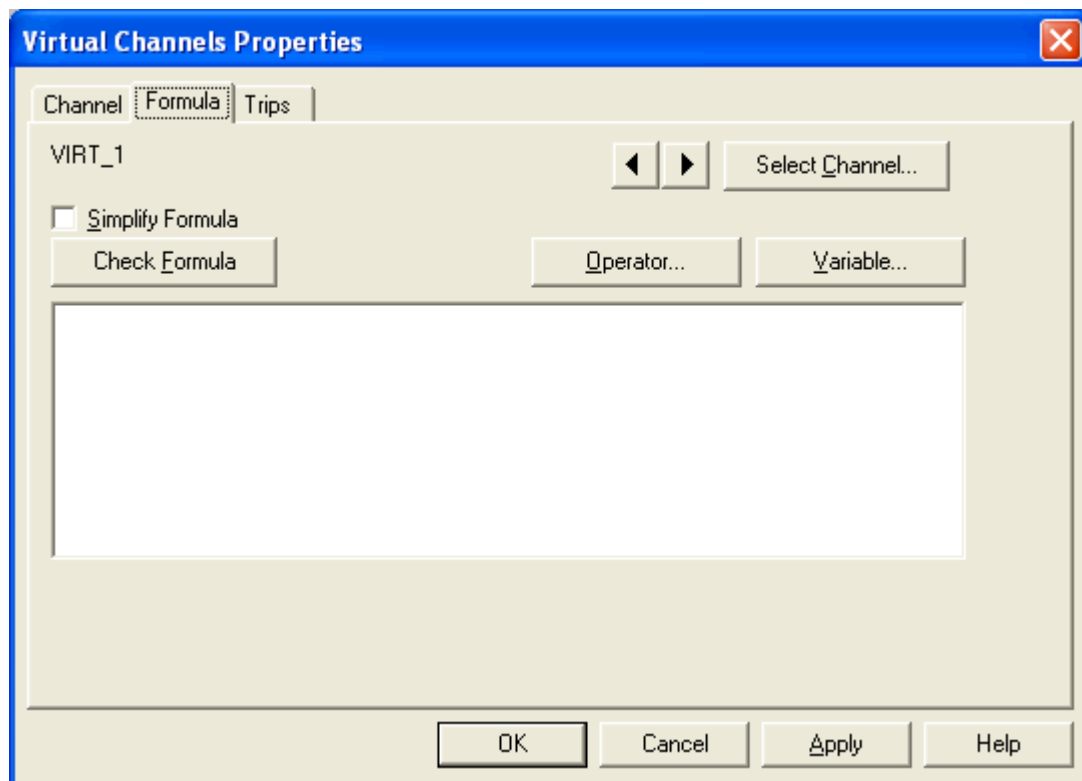 Virtual Channels Properties
Channel Formula Trips
VIRT_1 Select Channel...
Simplify Formula
Check Formula Operator... Variable...
OK Cancel Apply Help